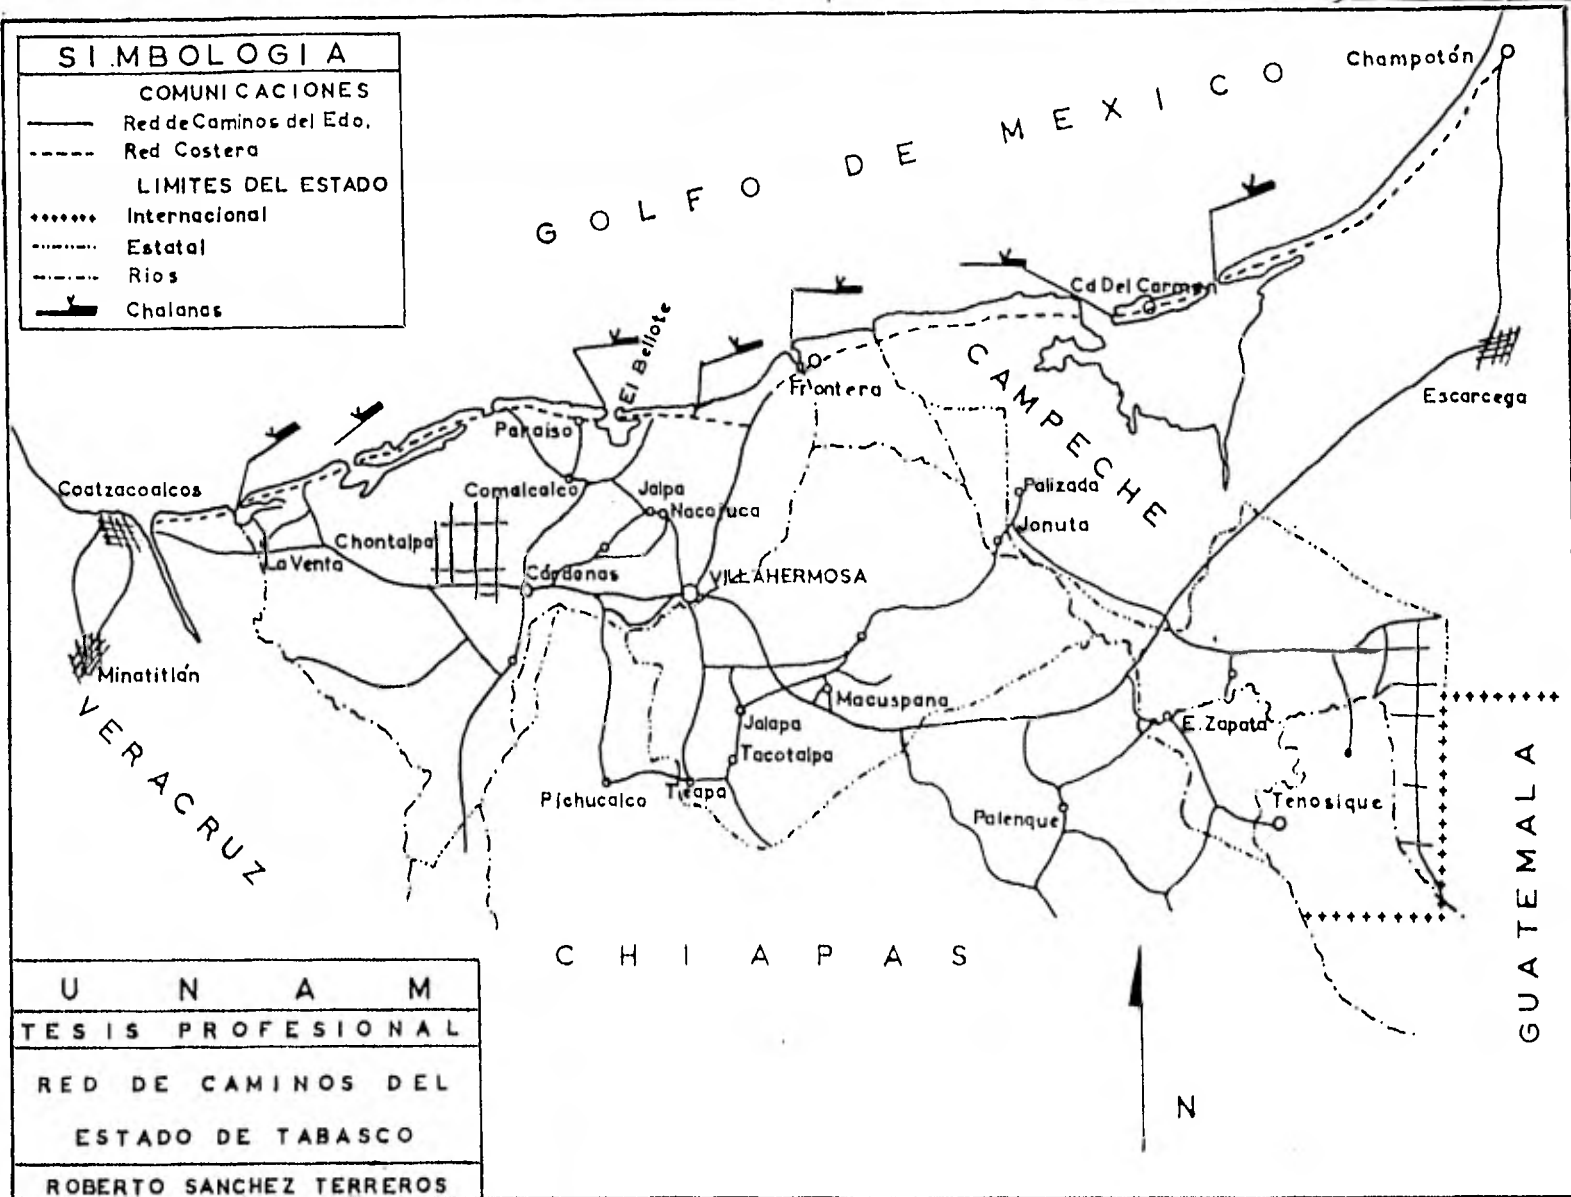 SIMBOLOGIA
COMUNICACIONES
Red de Caminos del Edo.
Red Costera
LIMITES DEL ESTADO
Internacional
Estatal
Rios
Chalanas
GOLFO DE MEXICO
Champotón
Cd Del Carmen
El Bellote
Frontera
CAMPECHE
Escarcega
Paraiso
Coatzacoalcos
Comalcalco
Jalpa
Nacajuca
Palizada
Jonuta
Chontalpa
La Venta
Cárdenas
VILLAHERMOSA
Minatitlán
VERACRUZ
Macuspana
Jalapa
E. Zapata
Tacotalpa
Pichucalco
Teapa
Palenque
Tenosique
GUATEMALA
CHIAPAS
N
UNAM
TESIS PROFESIONAL
RED DE CAMINOS DEL
ESTADO DE TABASCO
ROBERTO SANCHEZ TERREROS